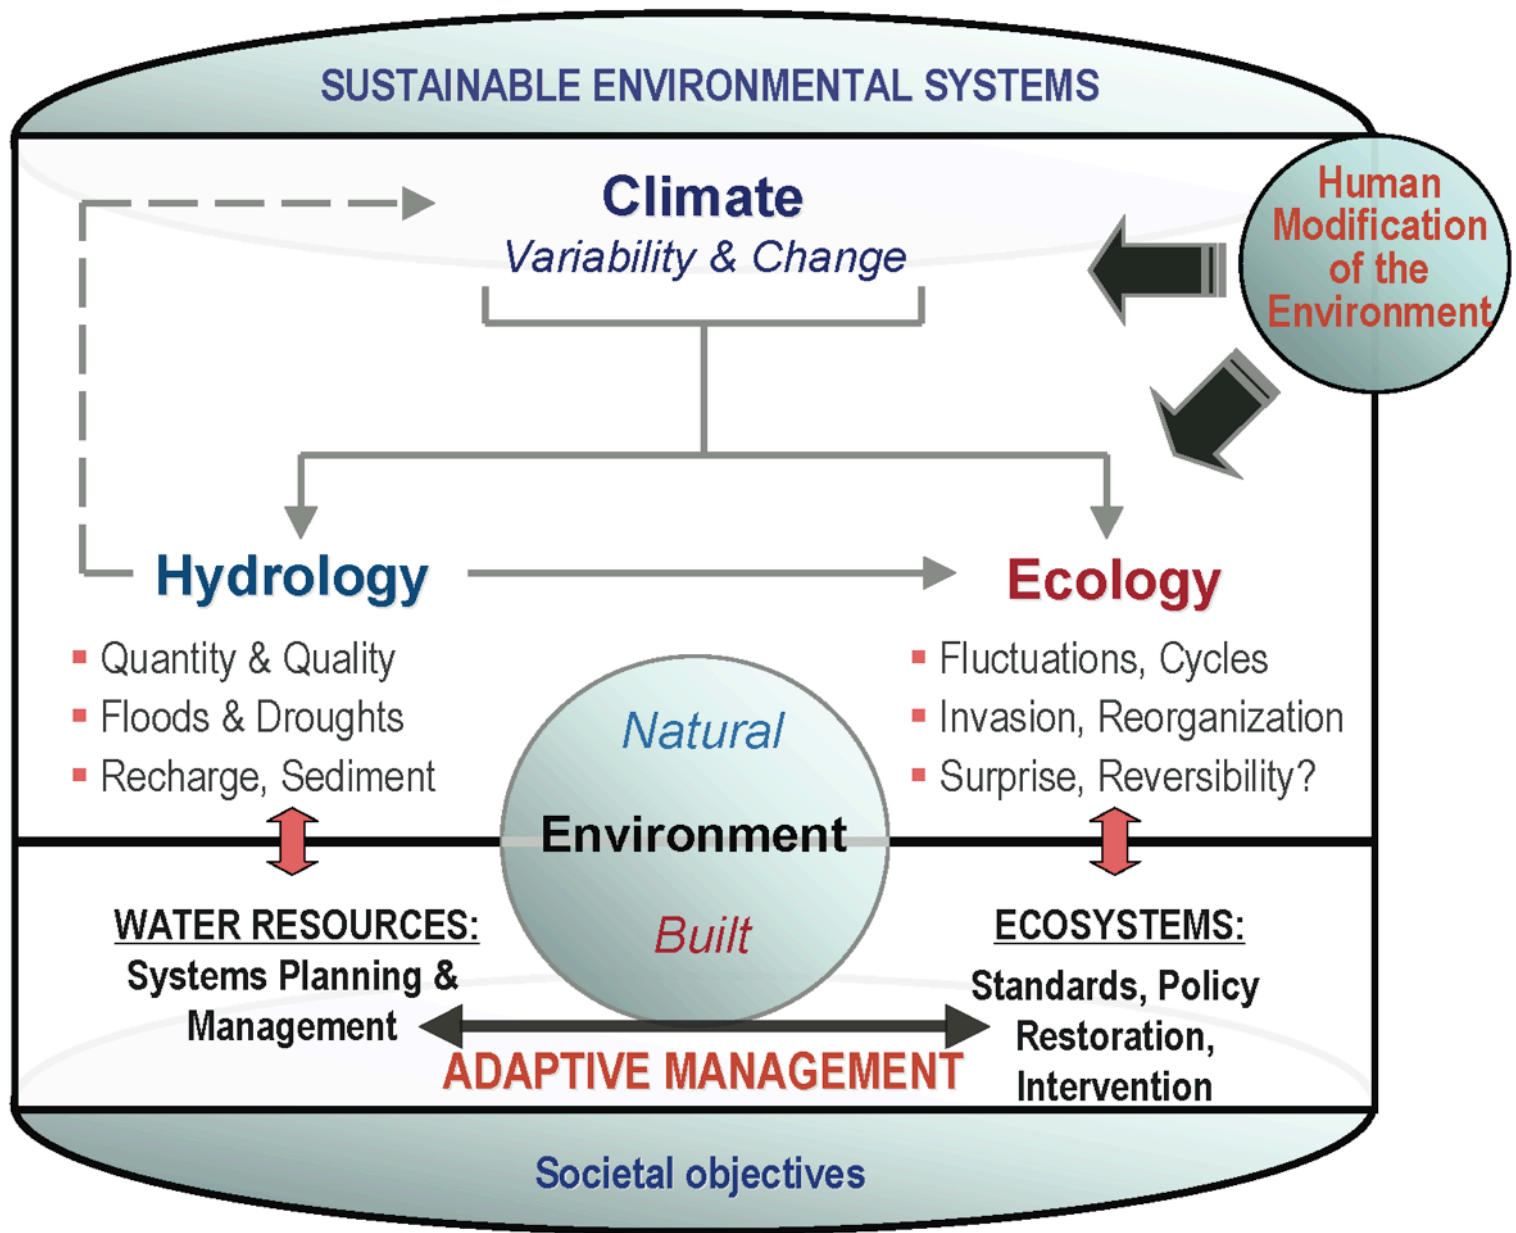 SUSTAINABLE ENVIRONMENTAL SYSTEMS
Human
Modification
of the
Environment
Climate
Variability & Change
Hydrology
Quantity & Quality
Floods & Droughts
Recharge, Sediment
Ecology
Fluctuations, Cycles
Invasion, Reorganization
Surprise, Reversibility?
Natural
Environment
Built
WATER RESOURCES:
Systems Planning &
Management
ECOSYSTEMS:
Standards, Policy
Restoration,
Intervention
ADAPTIVE MANAGEMENT
Societal objectives